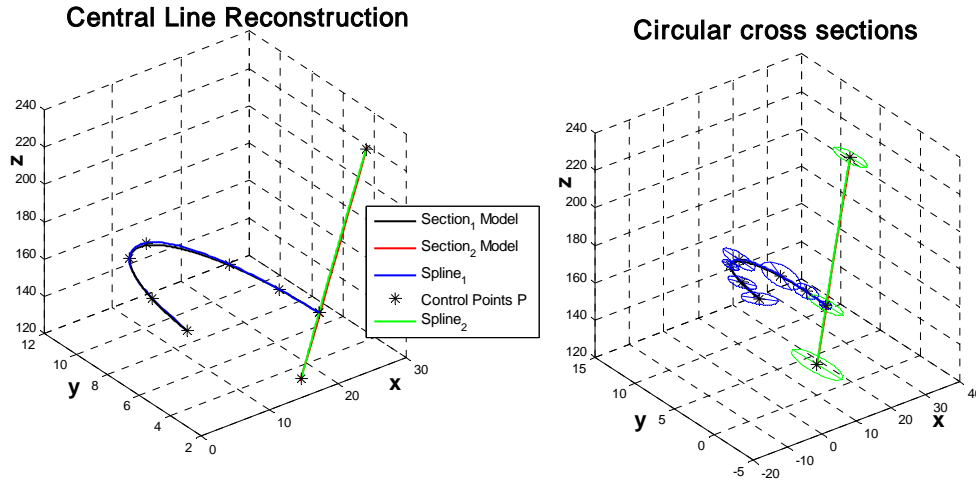 Central Line Reconstruction
240
220
200
180
160
140
120
z
12
10
8
6
4
2
y
0
10
20
30
x
Section1 Model
Section2 Model
Spline1
Control Points P
Spline2
Circular cross sections
240
220
200
180
160
140
120
z
15
10
5
0
-5
y
-20
-10
0
10
20
30
40
x